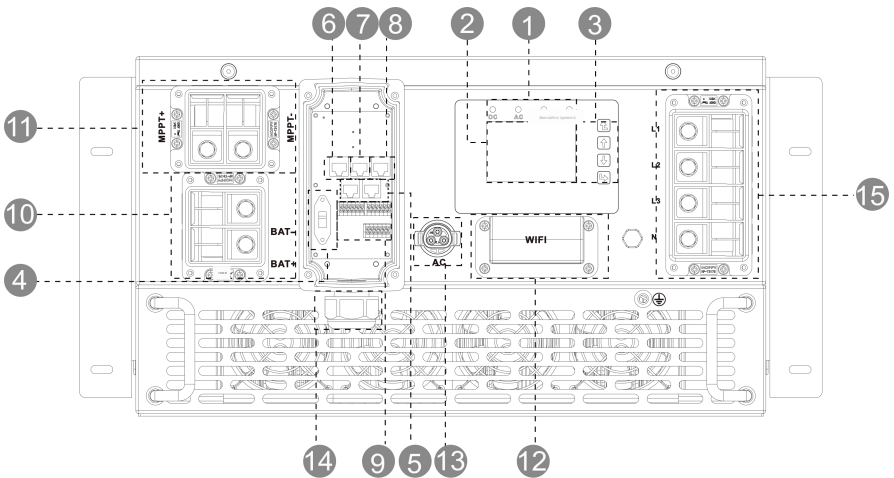 6 7 8 2 1 3
11
MPPT+
MPPT-
DC AC
L1
L2
L3
N
15
10
BAT-
BAT+
AC
WIFI
4
14 9 5 13 12